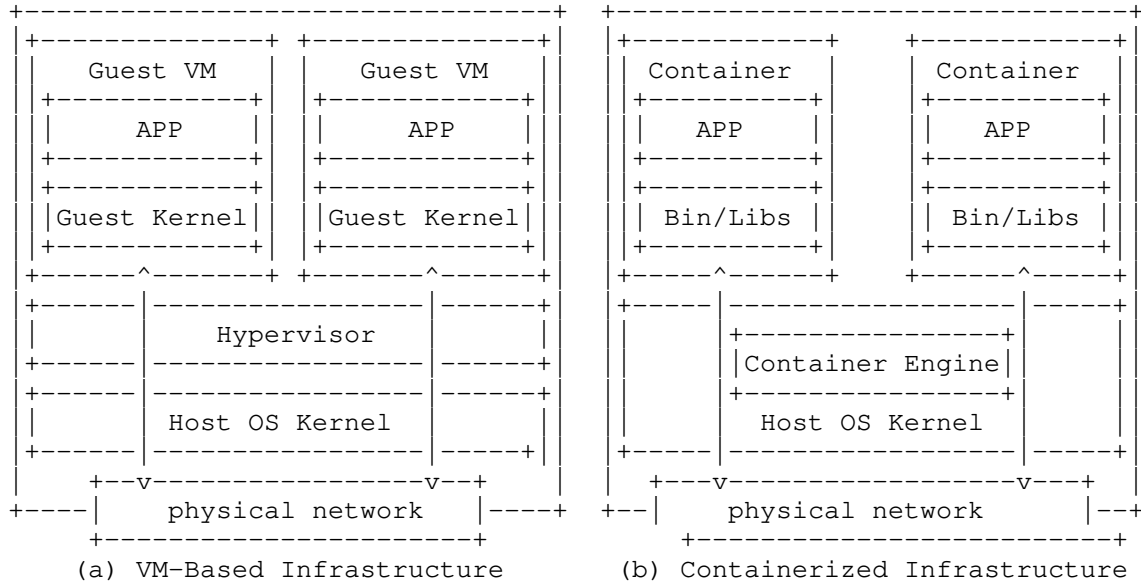 Guest VM Guest VM Container Container
APP APP APP APP
Guest Kernel Guest Kernel Bin/Libs Bin/Libs
Hypervisor
Container Engine
Host OS Kernel Host OS Kernel
physical network physical network
(a) VM-Based Infrastructure (b) Containerized Infrastructure